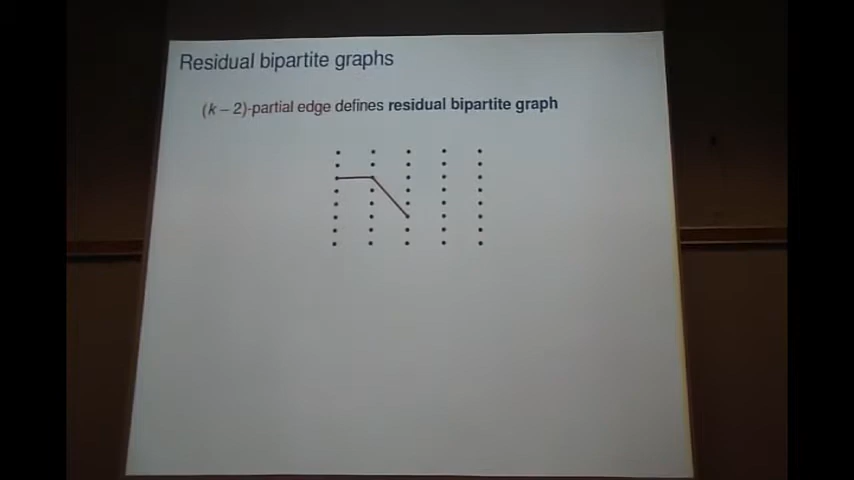 Residual bipartite graphs
(k − 2)-partial edge defines residual bipartite graph